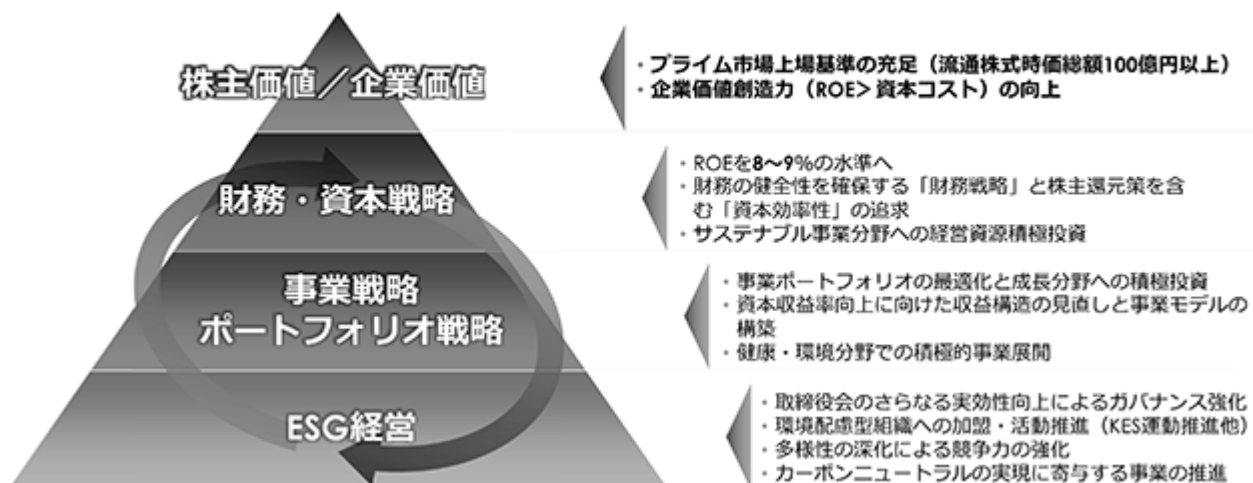 株主価値／企業価値
・プライム市場上場基準の充足（流通株式時価総額100億円以上）
・企業価値創造力（ROE＞資本コスト）の向上
財務・資本戦略
・ROEを8～9％の水準へ
・財務の健全性を確保する「財務戦略」と株主還元策を含
む「資本効率性」の追求
・サステナブル事業分野への経営資源積極投資
事業戦略
ポートフォリオ戦略
・事業ポートフォリオの最適化と成長分野への積極投資
・資本収益率向上に向けた収益構造の見直しと事業モデルの
構築
・健康・環境分野での積極的事業展開
ESG経営
・取締役会のさらなる実効性向上によるガバナンス強化
・環境配慮型組織への加盟・活動推進（KES運動推進他）
・多様性の深化による競争力の強化
・カーボンニュートラルの実現に寄与する事業の推進